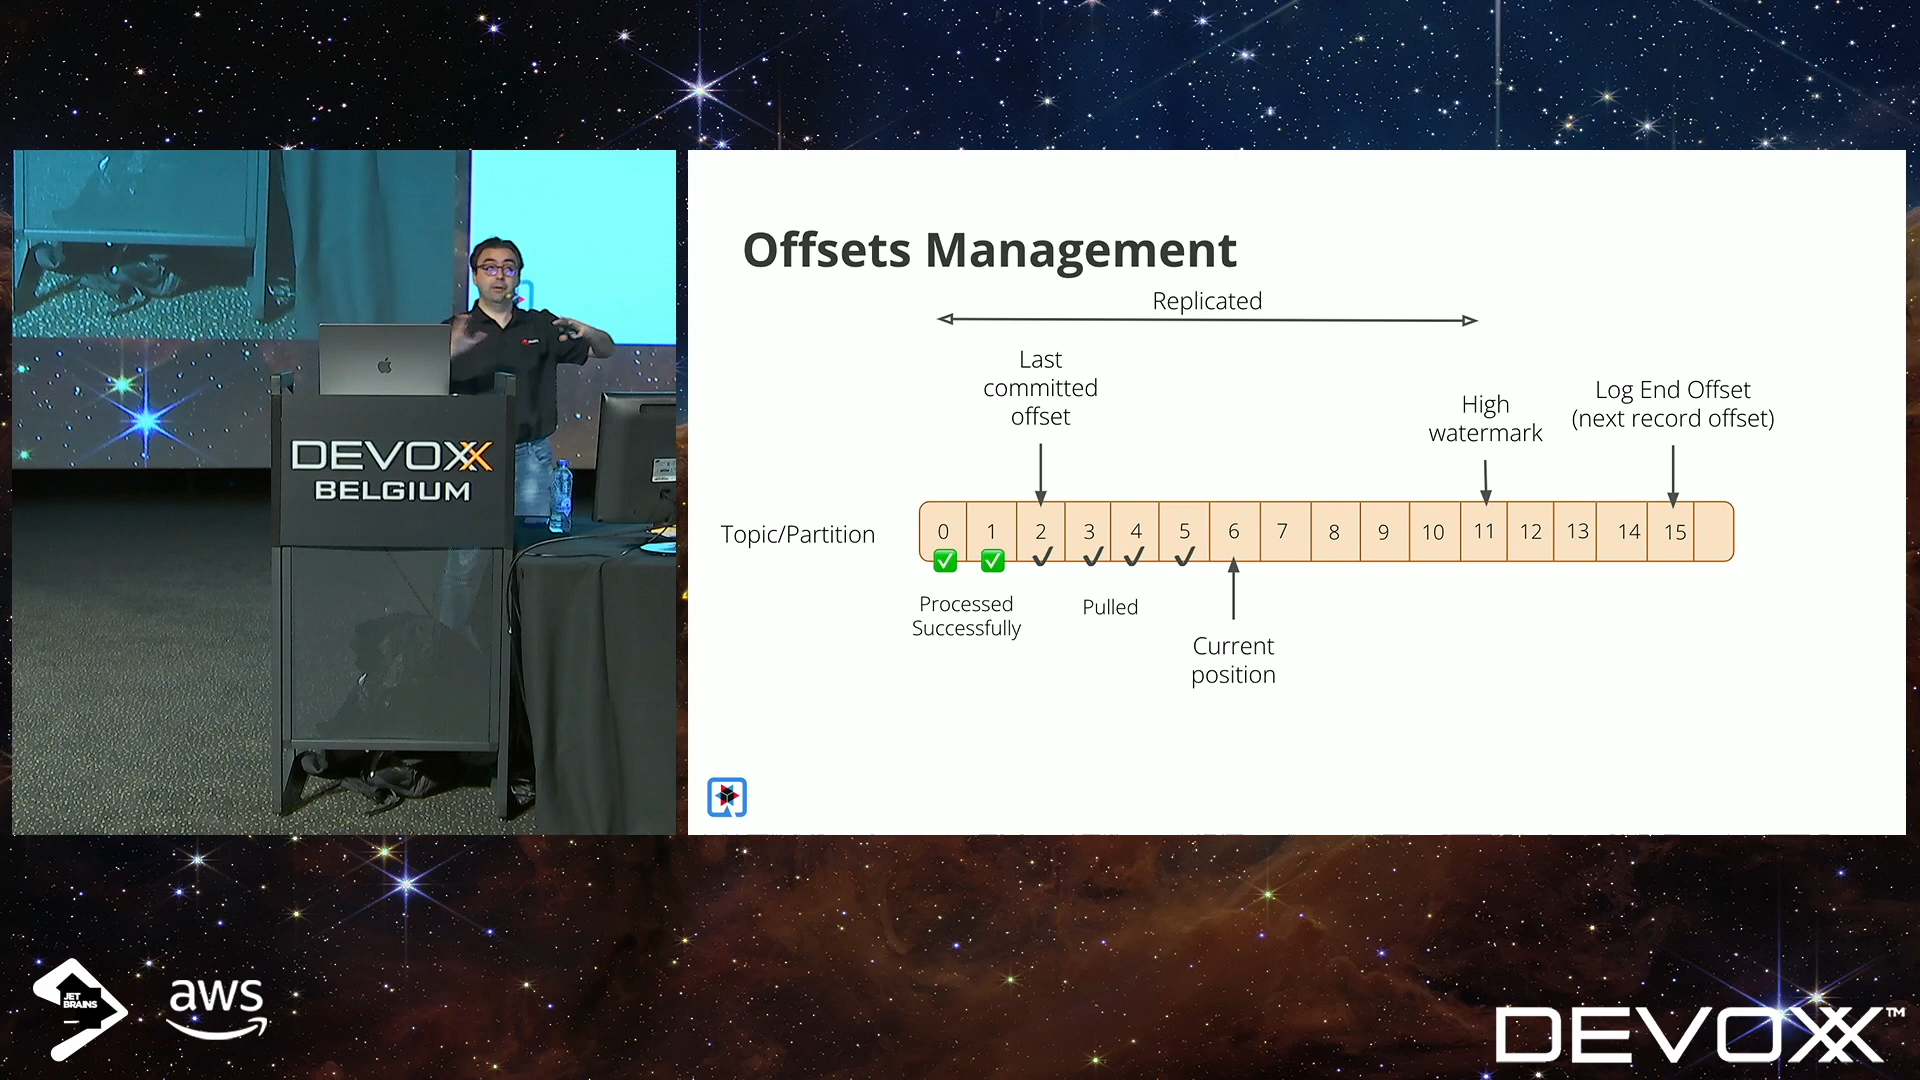 Offsets Management
Replicated
Last
committed
offset
High
watermark
Log End Offset
(next record offset)
Topic/Partition
0 1 2 3 4 5 6 7 8 9 10 11 12 13 14 15
Processed
Successfully
Pulled
Current
position
DEVOXX
BELGIUM
JET
BRAINS
aws
DEVOXX™